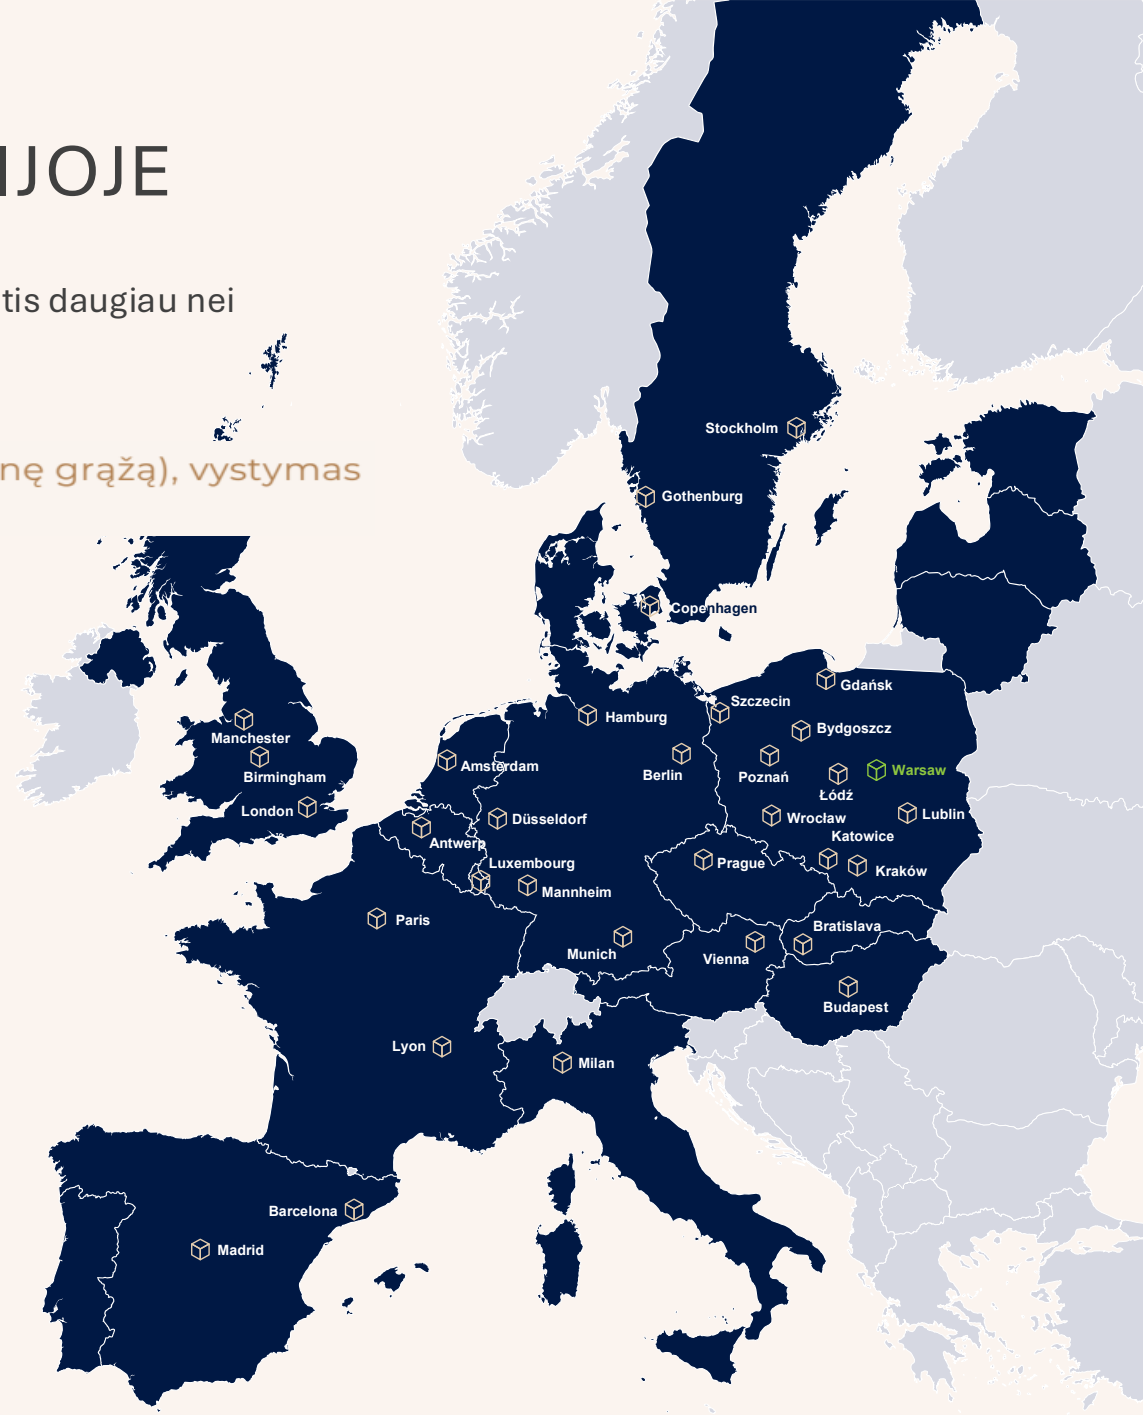 IJOJE
tis daugiau nei
nę grąžą), vystymas
Stockholm
Gothenburg
Copenhagen
Gdańsk
Szczecin
Hamburg
Bydgoszcz
Manchester
Amsterdam
Berlin
Poznań
Warsaw
Birmingham
Łódź
London
Düsseldorf
Wrocław
Lublin
Antwerp
Katowice
Luxembourg
Prague
Kraków
Mannheim
Paris
Bratislava
Munich
Vienna
Budapest
Lyon
Milan
Barcelona
Madrid